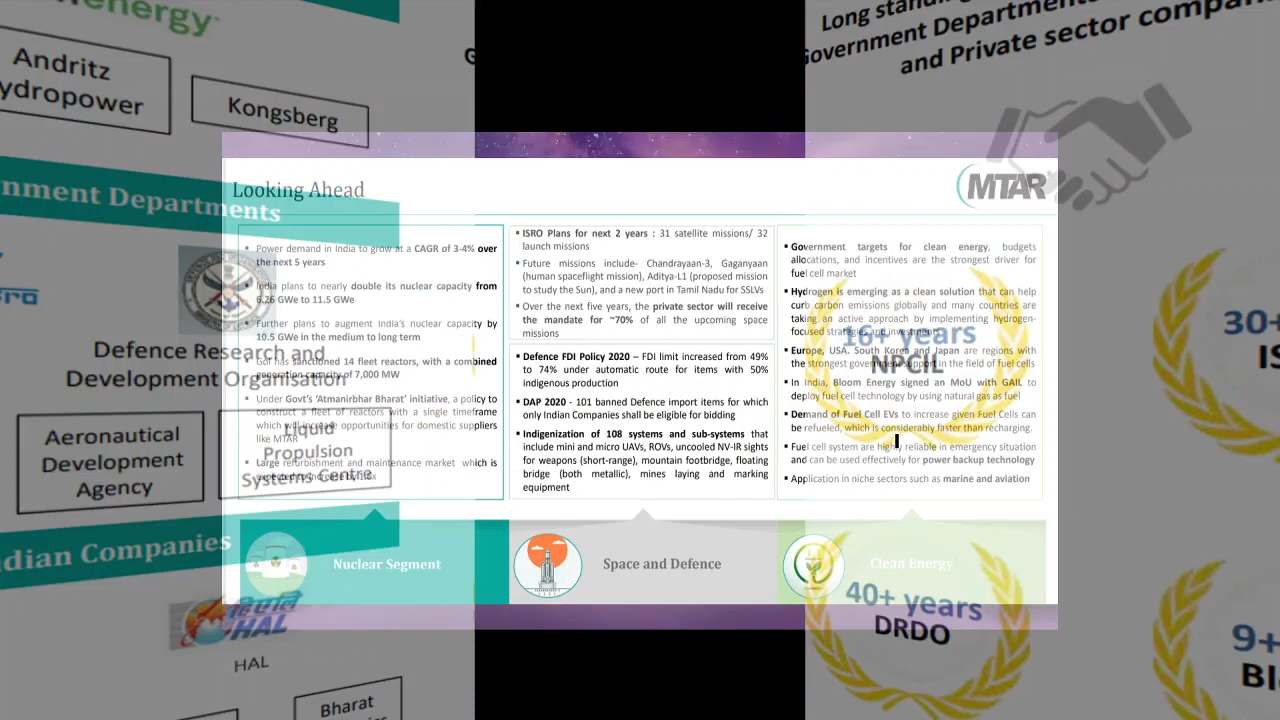 energy
Andritz
ydropower
Kongsberg
Long stand
Government Departments
and Private sector compan
nment Departments
Looking Ahead
MTAR
Power demand in India to grow at a CAGR of 3-4% over
the next 5 years
India plans to nearly double its nuclear capacity from
6.26 GWe to 11.5 GWe
Further plans to augment India's nuclear capacity by
10.5 GWe in the medium to long term
GoI has sanctioned 14 fleet reactors, with a combined
generation capacity of 7,000 MW
Under Govt's 'Atmanirbhar Bharat' initiative, a policy to
construct a fleet of reactors with a single timeframe
which will increase opportunities for domestic suppliers
like MTAR
Large refurbishment and maintenance market which is
expected to increase by
ISRO Plans for next 2 years : 31 satellite missions/ 32
launch missions
Future missions include- Chandrayaan-3, Gaganyaan
(human spaceflight mission), Aditya-L1 (proposed mission
to study the Sun), and a new port in Tamil Nadu for SSLVs
Over the next five years, the private sector will receive
the mandate for ~70% of all the upcoming space
missions
Defence FDI Policy 2020 – FDI limit increased from 49%
to 74% under automatic route for items with 50%
indigenous production
DAP 2020 - 101 banned Defence import items for which
only Indian Companies shall be eligible for bidding
Indigenization of 108 systems and sub-systems that
include mini and micro UAVs, ROVs, uncooled NV-IR sights
for weapons (short-range), mountain footbridge, floating
bridge (both metallic), mines laying and marking
equipment
Government targets for clean energy, budgets
allocations, and incentives are the strongest driver for
fuel cell market
Hydrogen is emerging as a clean solution that can help
curb carbon emissions globally and many countries are
taking an active approach by implementing hydrogen-
focused strategies and investments
Europe, USA. South Korea and Japan are regions with
the strongest government support in the field of fuel cells
In India, Bloom Energy signed an MoU with GAIL to
deploy fuel cell technology by using natural gas as fuel
Demand of Fuel Cell EVs to increase given Fuel Cells can
be refueled, which is considerably faster than recharging.
Fuel cell system are highly reliable in emergency situation
and can be used effectively for power backup technology
Application in niche sectors such as marine and aviation
Nuclear Segment
Space and Defence
Clean Energy
Defence Research and
Development Organisation
Aeronautical
Development
Agency
Liquid
Propulsion
Systems Centre
ndian Companies
हिएएल
HAL
HAL
Bharat
16+ years
NPCIL
30+
IS
40+ years
DRDO
9+
Bl